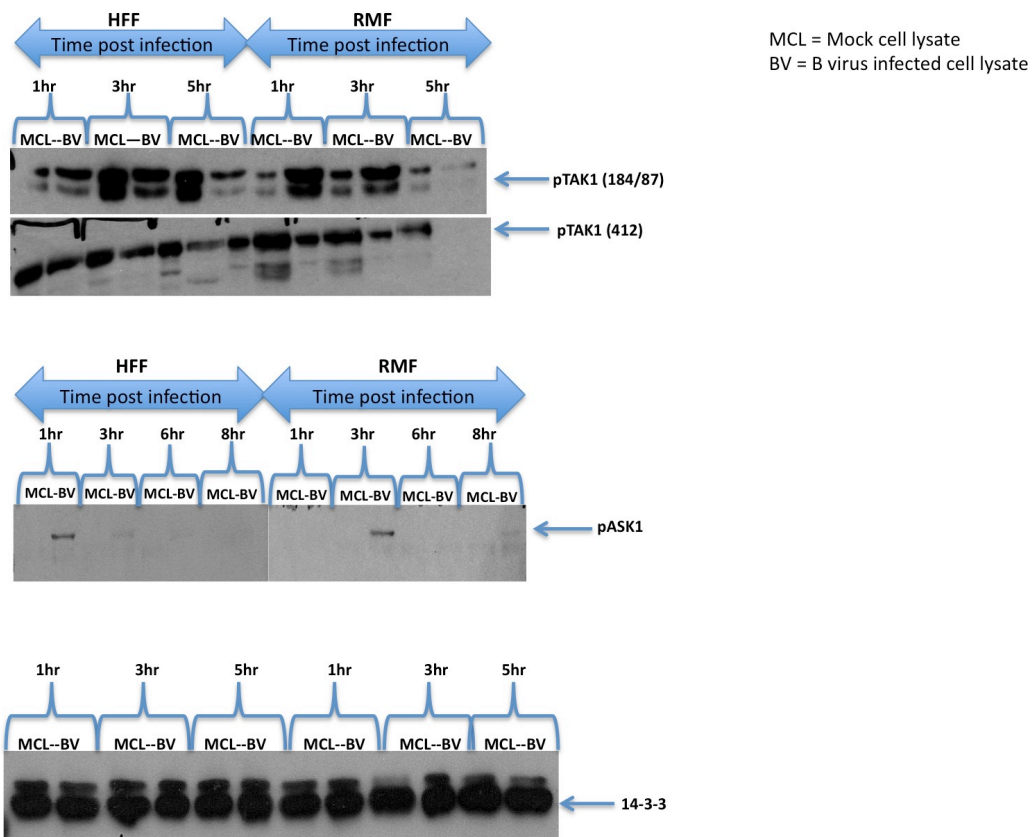 HFF RMF
Time post infection Time post infection
MCL = Mock cell lysate
BV = B virus infected cell lysate
1hr 3hr 5hr 1hr 3hr 5hr
MCL--BV MCL—BV MCL--BV MCL--BV MCL--BV MCL--BV
pTAK1 (184/87)
pTAK1 (412)
HFF RMF
Time post infection Time post infection
1hr 3hr 6hr 8hr 1hr 3hr 6hr 8hr
MCL-BV MCL-BV MCL-BV MCL-BV MCL-BV MCL-BV MCL-BV MCL-BV
pASK1
1hr 3hr 5hr 1hr 3hr 5hr
MCL--BV MCL--BV MCL--BV MCL--BV MCL--BV MCL--BV
14-3-3